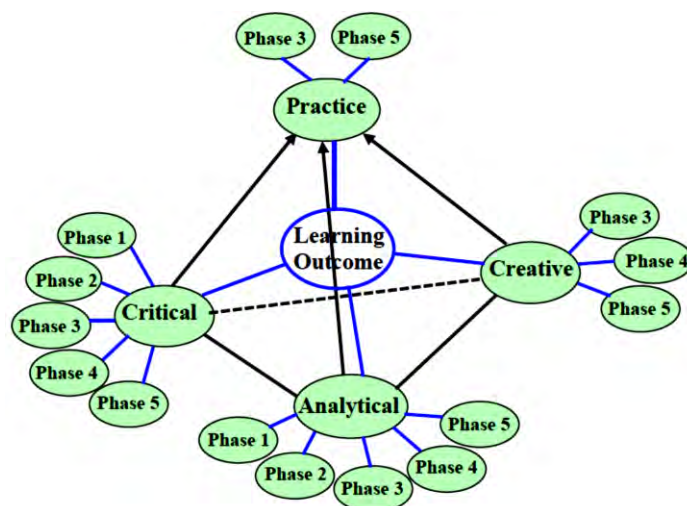 Phase 3
Phase 5
Practice
Learning
Outcome
Phase 1
Phase 2
Phase 3
Phase 4
Phase 5
Critical
Creative
Phase 3
Phase 4
Phase 5
Analytical
Phase 1
Phase 2
Phase 3
Phase 4
Phase 5